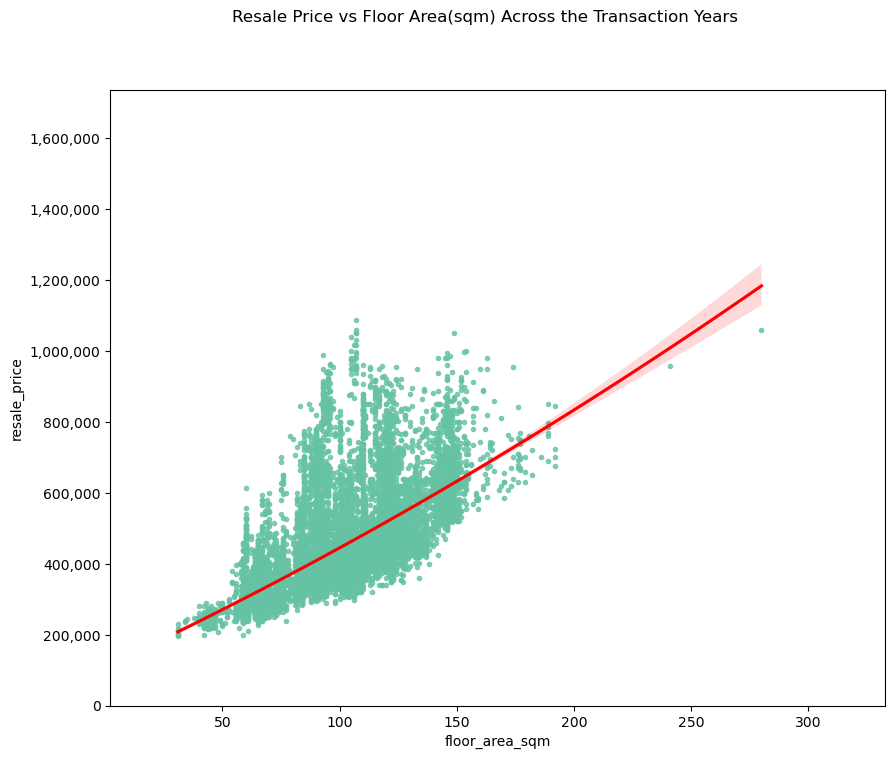 Resale Price vs Floor Area(sqm) Across the Transaction Years
1,600,000
1,400,000
1,200,000
1,000,000
800,000
600,000
400,000
200,000
0
resale_price
50 100 150 200 250 300
floor_area_sqm